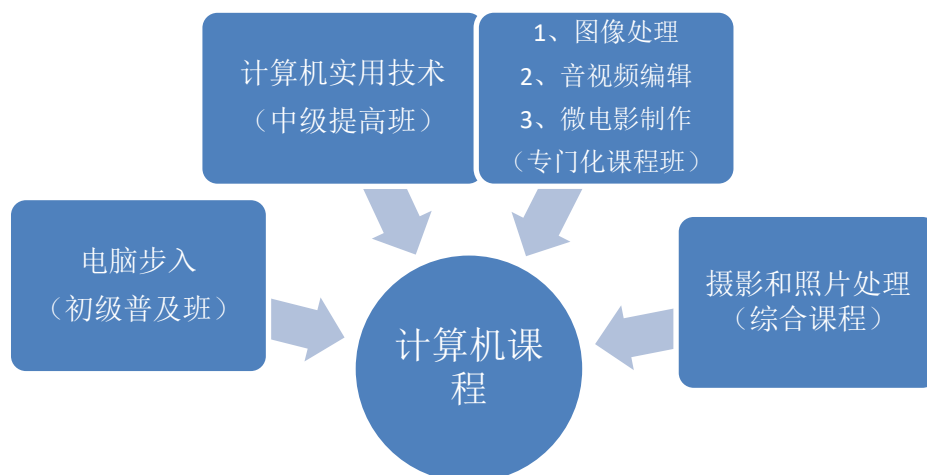 计算机实用技术
（中级提高班）
1、图像处理
2、音视频编辑
3、微电影制作
（专门化课程班）
电脑步入
（初级普及班）
摄影和照片处理
（综合课程）
计算机课
程